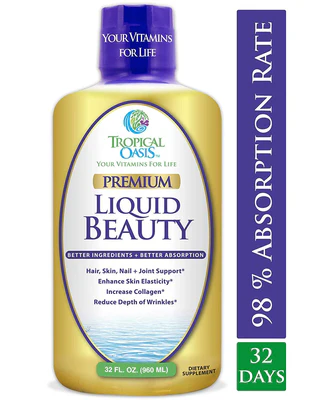 YOUR VITAMINS
FOR LIFE
TROPICAL
OASIS™
YOUR VITAMINS FOR LIFE
PREMIUM
LIQUID
BEAUTY
BETTER INGREDIENTS + BETTER ABSORPTION
Hair, Skin, Nail + Joint Support*
Enhance Skin Elasticity*
Increase Collagen*
Reduce Depth of Wrinkles*
32 FL. OZ. (960 ML)
DIETARY
SUPPLEMENT
98 % ABSORPTION RATE
32
DAYS